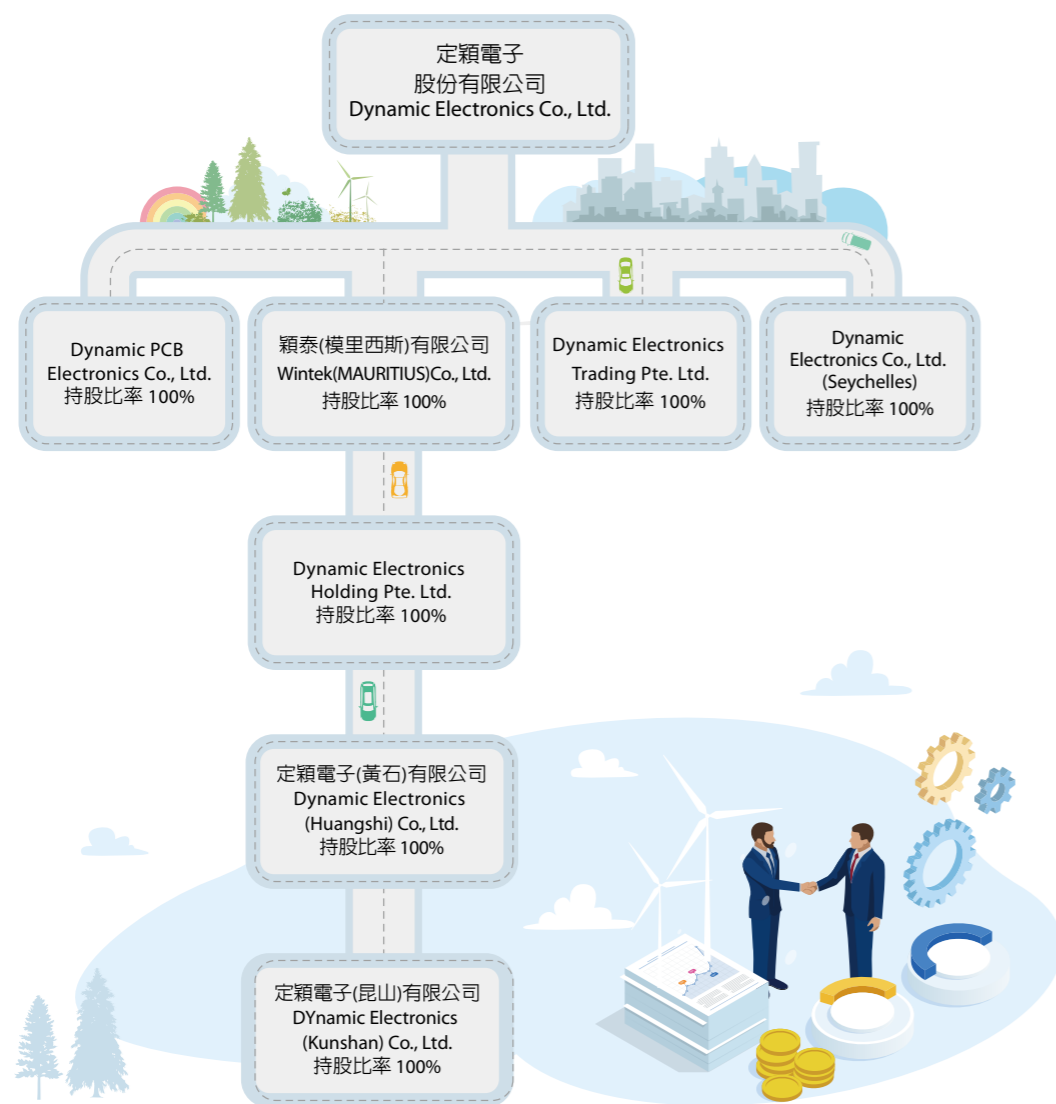 定穎電子
股份有限公司
Dynamic Electronics Co., Ltd.
Dynamic PCB
Electronics Co., Ltd.
持股比率 100%
穎泰(模里西斯)有限公司
Wintek(MAURITIUS)Co., Ltd.
持股比率 100%
Dynamic Electronics
Trading Pte. Ltd.
持股比率 100%
Dynamic
Electronics Co., Ltd.
(Seychelles)
持股比率 100%
Dynamic Electronics
Holding Pte. Ltd.
持股比率 100%
定穎電子(黃石)有限公司
Dynamic Electronics
(Huangshi) Co., Ltd.
持股比率 100%
定穎電子(昆山)有限公司
DYnamic Electronics
(Kunshan) Co., Ltd.
持股比率 100%